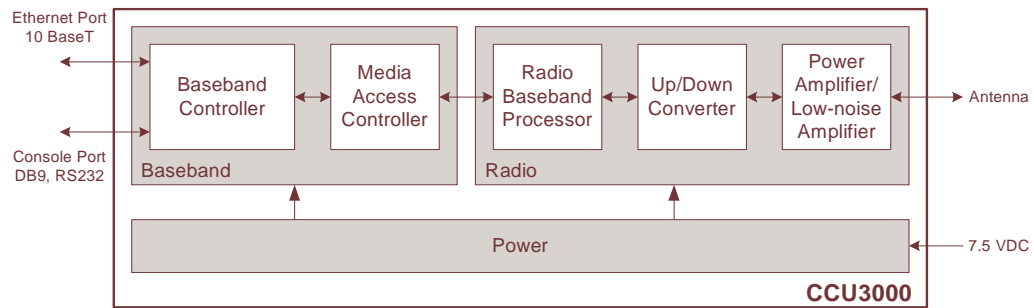 Ethernet Port
10 BaseT
Console Port
DB9, RS232
Baseband
Controller
Media
Access
Controller
Baseband
Radio
Baseband
Processor
Up/Down
Converter
Power
Amplifier/
Low-noise
Amplifier
Radio
Antenna
Power
7.5 VDC
CCU3000